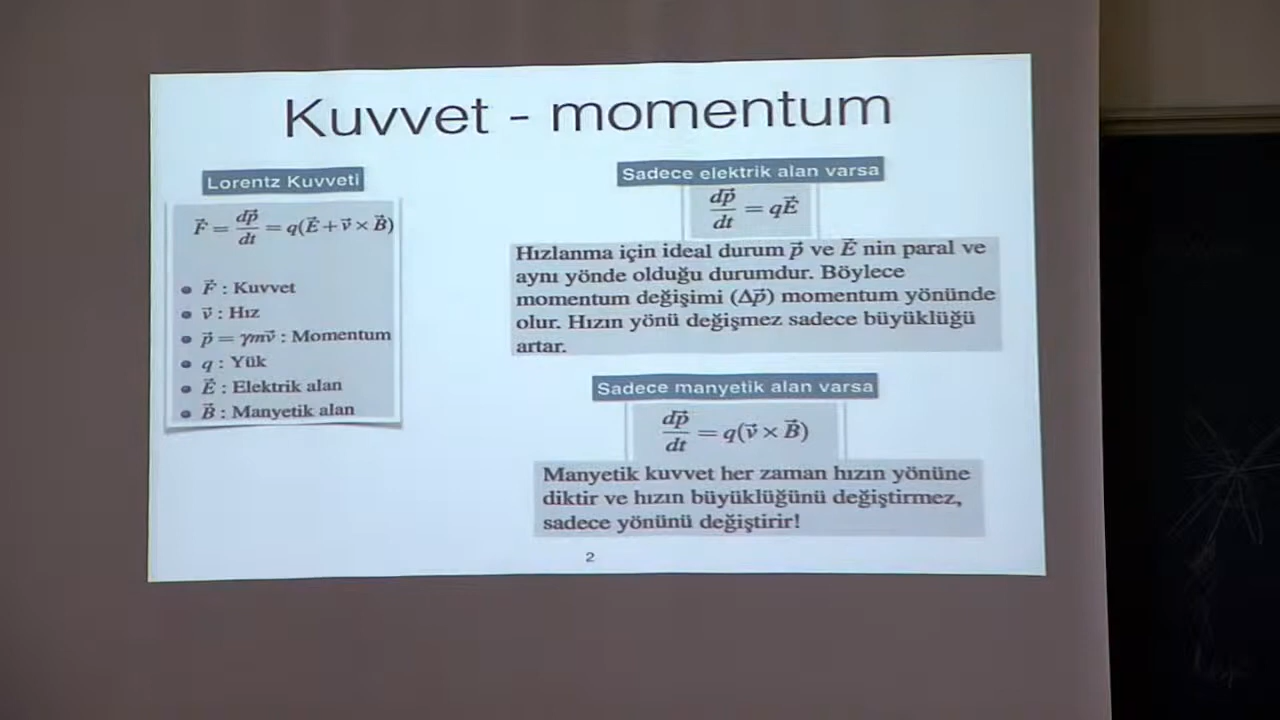 Kuvvet - momentum
Lorentz Kuvveti
F⃗ = dp⃗/dt = q(E⃗ + v⃗ × B⃗)
• F⃗ : Kuvvet
• v⃗ : Hız
• p⃗ = γmv⃗ : Momentum
• q : Yük
• E⃗ : Elektrik alan
• B⃗ : Manyetik alan
Sadece elektrik alan varsa
dp⃗/dt = qE⃗
Hızlanma için ideal durum p⃗ ve E⃗ nin paral ve
aynı yönde olduğu durumdur. Böylece
momentum değişimi (Δp⃗) momentum yönünde
olur. Hızın yönü değişmez sadece büyüklüğü
artar.
Sadece manyetik alan varsa
dp⃗/dt = q(v⃗ × B⃗)
Manyetik kuvvet her zaman hızın yönüne
diktir ve hızın büyüklüğünü değiştirmez,
sadece yönünü değiştirir!
2